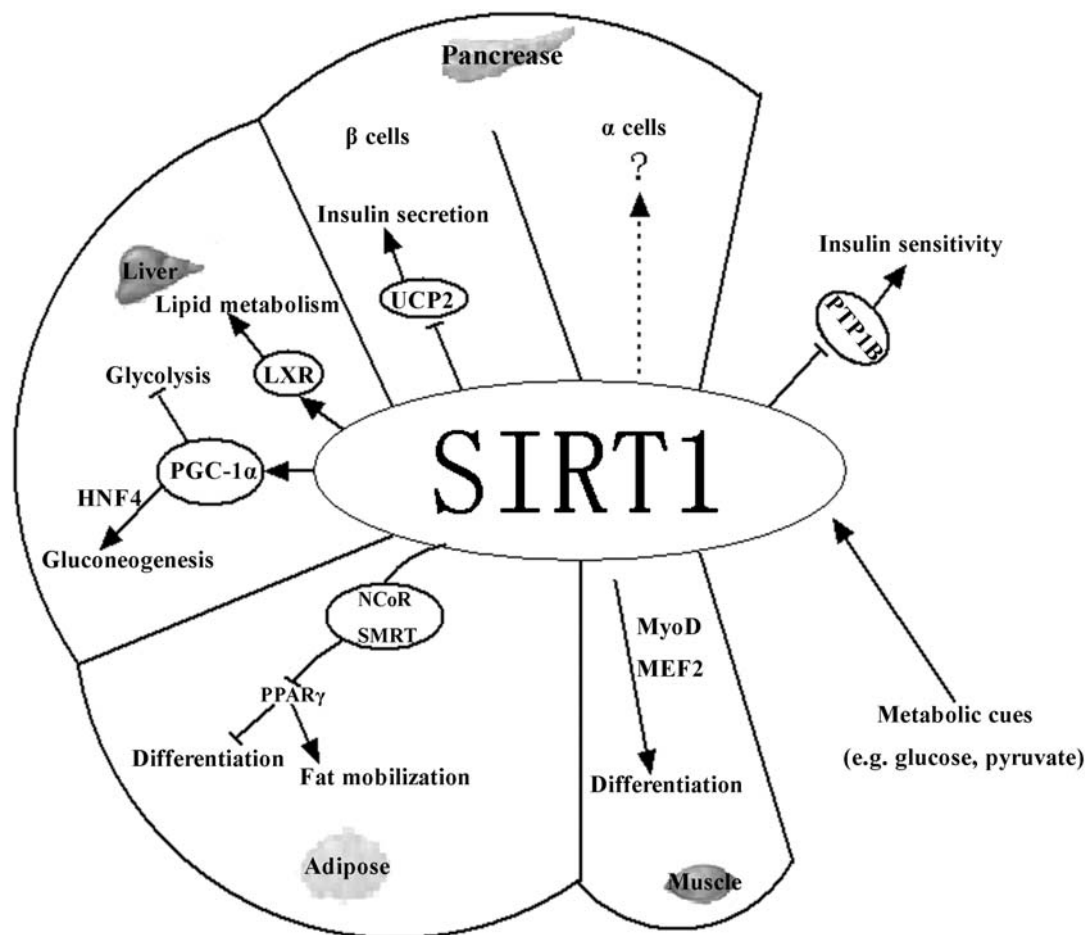 Pancrease
β cells
α cells
?
Insulin secretion
UCP2
Insulin sensitivity
PTP1B
Liver
Lipid metabolism
LXR
Glycolysis
PGC-1α
HNF4
Gluconeogenesis
SIRT1
NCoR
SMRT
PPARγ
Differentiation
Fat mobilization
Adipose
MyoD
MEF2
Differentiation
Muscle
Metabolic cues
(e.g. glucose, pyruvate)